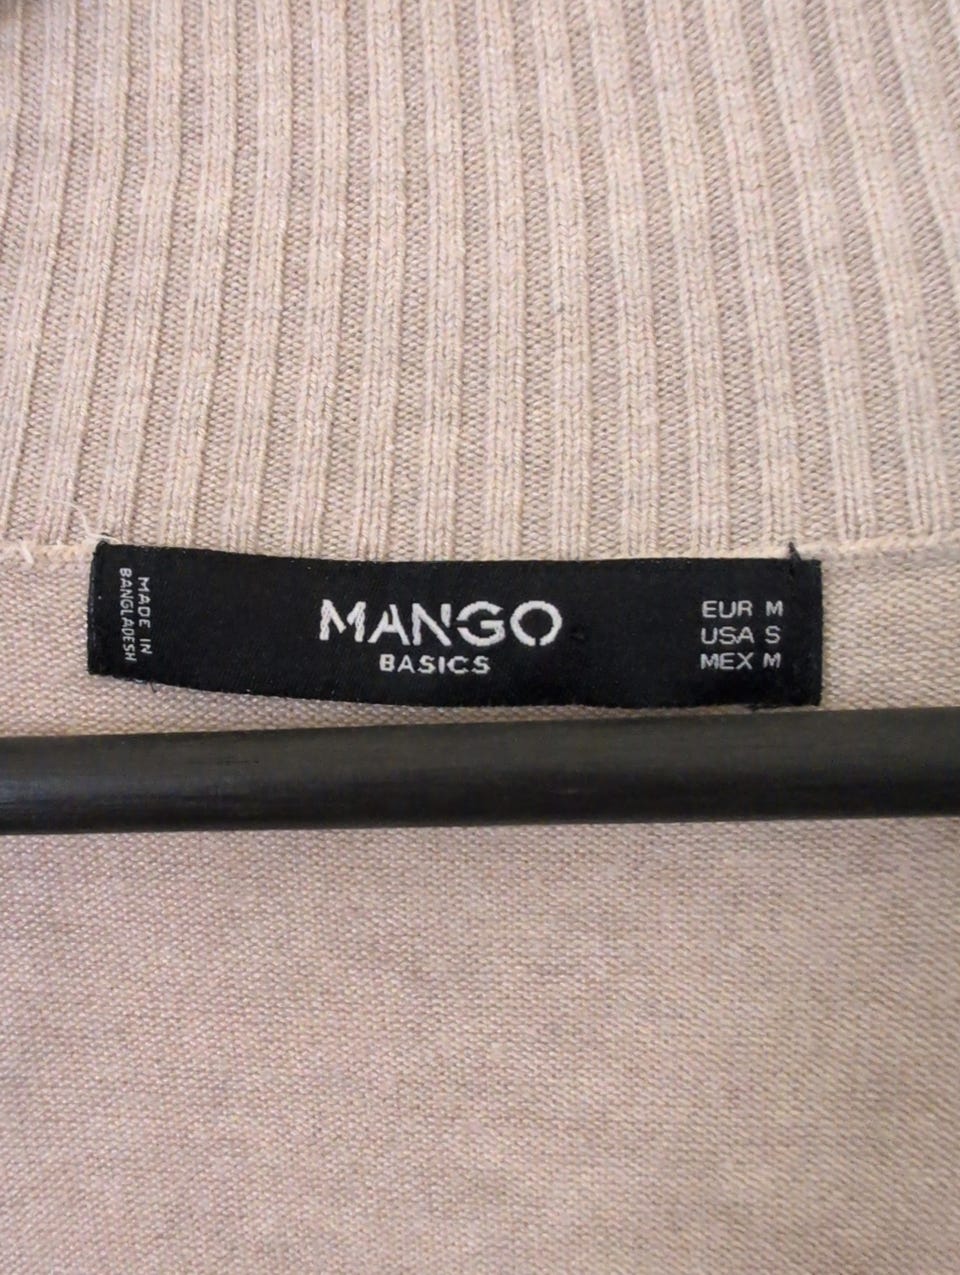 MADE IN
BANGLADESH
MANGO
BASICS
EUR M
USA S
MEX M